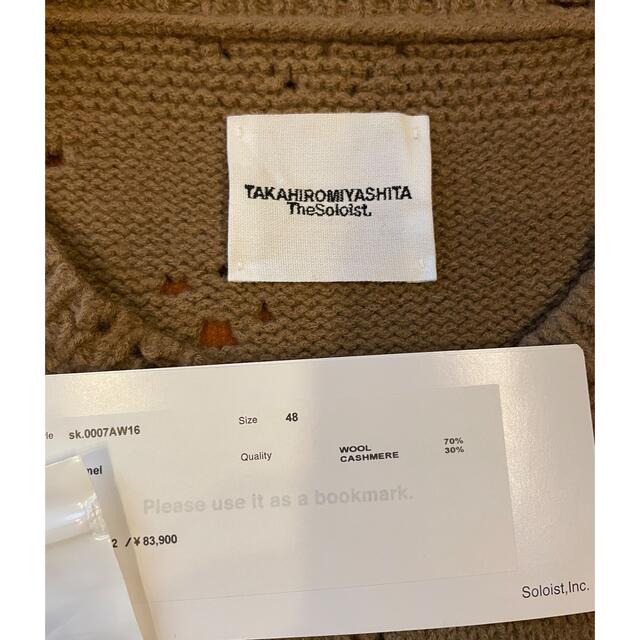 TAKAHIROMIYASHITA
TheSoloist.
sk.0007AW16
Size 48
Quality WOOL 70%
CASHMERE 30%
Please use it as a bookmark.
2 /¥83,900
Soloist,Inc.